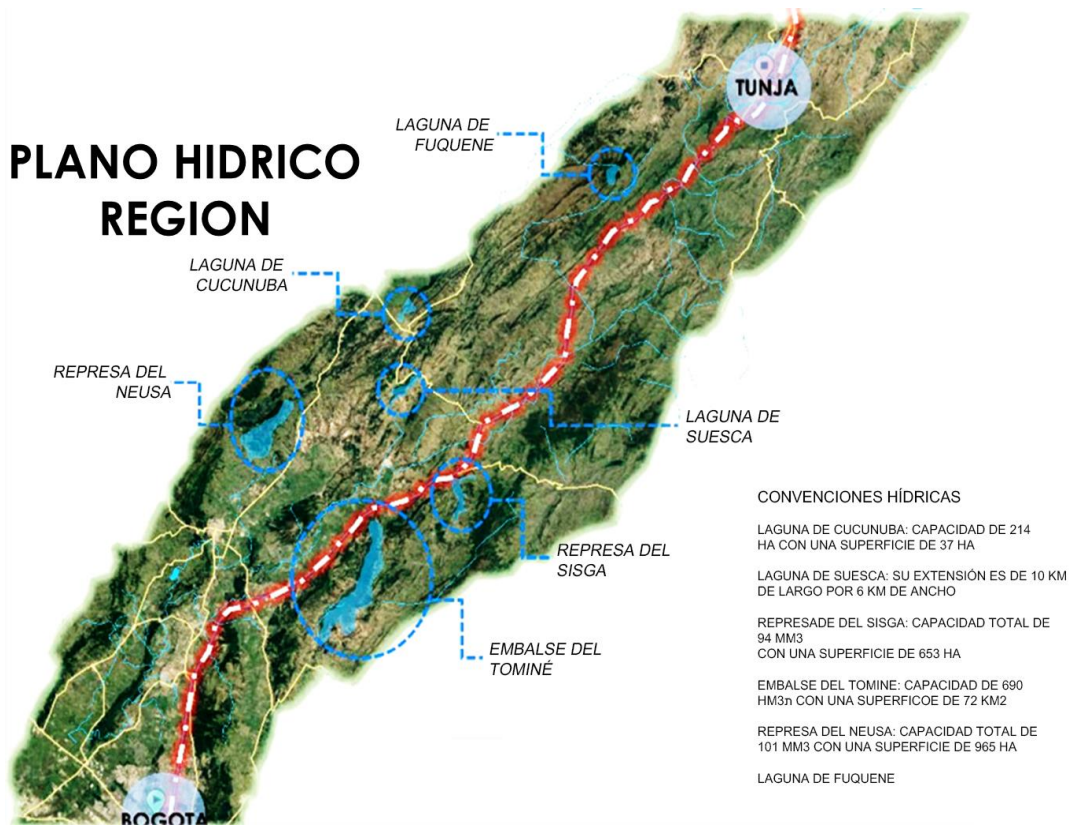 TUNJA
LAGUNA DE
FUQUENE
PLANO HIDRICO
REGION
LAGUNA DE
CUCUNUBA
REPRESA DEL
NEUSA
LAGUNA DE
SUESCA
CONVENCIONES HÍDRICAS
LAGUNA DE CUCUNUBA: CAPACIDAD DE 214
HA CON UNA SUPERFICIE DE 37 HA
LAGUNA DE SUESCA: SU EXTENSIÓN ES DE 10 KM
DE LARGO POR 6 KM DE ANCHO
REPRESADE DEL SISGA: CAPACIDAD TOTAL DE
94 MM3
CON UNA SUPERFICIE DE 653 HA
EMBALSE DEL TOMINE: CAPACIDAD DE 690
HM3n CON UNA SUPERFICOE DE 72 KM2
REPRESA DEL NEUSA: CAPACIDAD TOTAL DE
101 MM3 CON UNA SUPERFICIE DE 965 HA
LAGUNA DE FUQUENE
REPRESA DEL
SISGA
EMBALSE DEL
TOMINÉ
BOGOTA